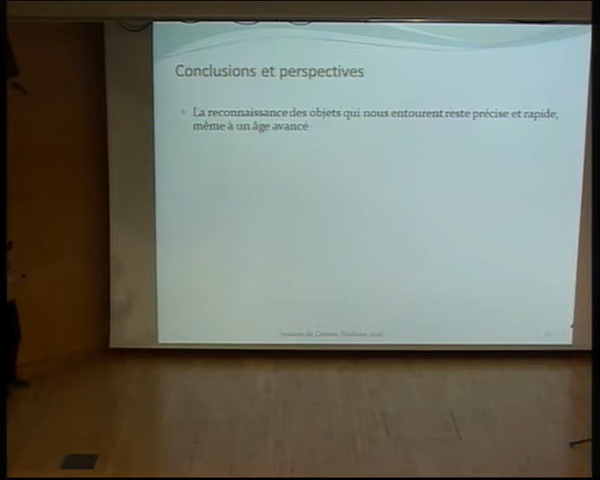 Conclusions et perspectives
La reconnaissance des objets qui nous entourent reste précise et rapide,
même à un âge avancé